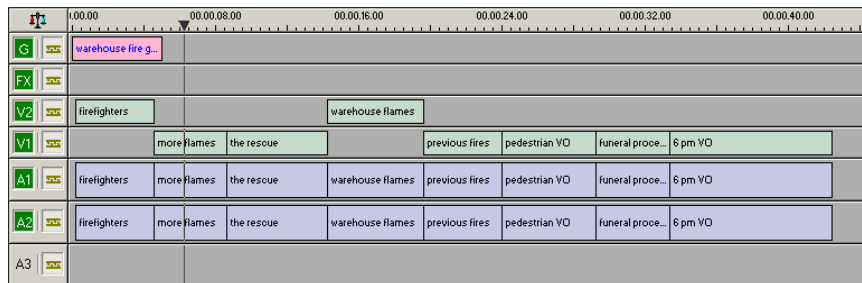 :00.00 00.00.08.00 00.00.16.00 00.00.24.00 00.00.32.00 00.00.40.00
G warehouse fire g...
FX
V2 firefighters warehouse flames
V1 more flames the rescue previous fires pedestrian VO funeral proce... 6 pm VO
A1 firefighters more flames the rescue warehouse flames previous fires pedestrian VO funeral proce... 6 pm VO
A2 firefighters more flames the rescue warehouse flames previous fires pedestrian VO funeral proce... 6 pm VO
A3